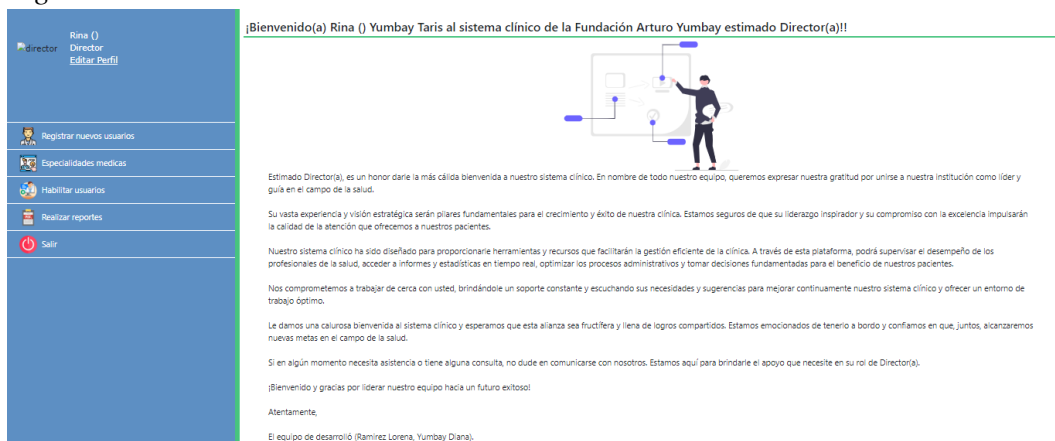 Rina ()
director Director
Editar Perfil
Registrar nuevos usuarios
Especialidades medicas
Habilitar usuarios
Realizar reportes
Salir
¡Bienvenido(a) Rina () Yumbay Taris al sistema clínico de la Fundación Arturo Yumbay estimado Director(a)!!
Estimado Director(a), es un honor darle la más cálida bienvenida a nuestro sistema clínico. En nombre de todo nuestro equipo, queremos expresar nuestra gratitud por unirse a nuestra institución como líder y
guía en el campo de la salud.
Su vasta experiencia y visión estratégica serán pilares fundamentales para el crecimiento y éxito de nuestra clínica. Estamos seguros de que su liderazgo inspirador y su compromiso con la excelencia impulsarán
la calidad de la atención que ofrecemos a nuestros pacientes.
Nuestro sistema clínico ha sido diseñado para proporcionarle herramientas y recursos que facilitarán la gestión eficiente de la clínica. A través de esta plataforma, podrá supervisar el desempeño de los
profesionales de la salud, acceder a informes y estadísticas en tiempo real, optimizar los procesos administrativos y tomar decisiones fundamentadas para el beneficio de nuestros pacientes.
Nos comprometemos a trabajar de cerca con usted, brindándole un soporte constante y escuchando sus necesidades y sugerencias para mejorar continuamente nuestro sistema clínico y ofrecer un entorno de
trabajo óptimo.
Le damos una calurosa bienvenida al sistema clínico y esperamos que esta alianza sea fructífera y llena de logros compartidos. Estamos emocionados de tenerlo a bordo y confiamos en que, juntos, alcanzaremos
nuevas metas en el campo de la salud.
Si en algún momento necesita asistencia o tiene alguna consulta, no dude en comunicarse con nosotros. Estamos aquí para brindarle el apoyo que necesite en su rol de Director(a).
¡Bienvenido y gracias por liderar nuestro equipo hacia un futuro exitoso!
Atentamente,
El equipo de desarrolló (Ramirez Lorena, Yumbay Diana).